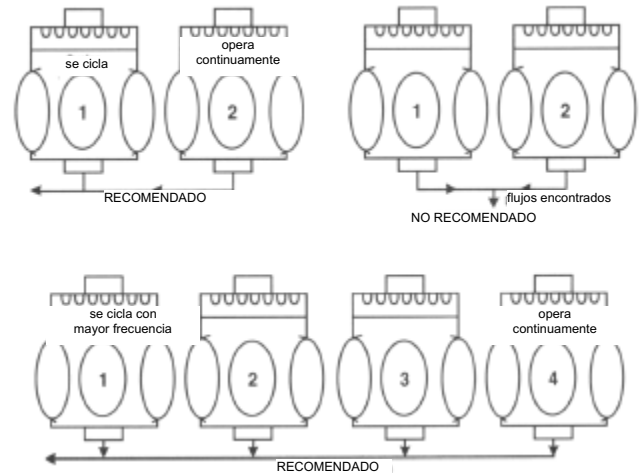 se cicla
opera
continuamente
1
2
1
2
RECOMENDADO
flujos encontrados
NO RECOMENDADO
se cicla con
mayor frecuencia
opera
continuamente
1
2
3
4
RECOMENDADO